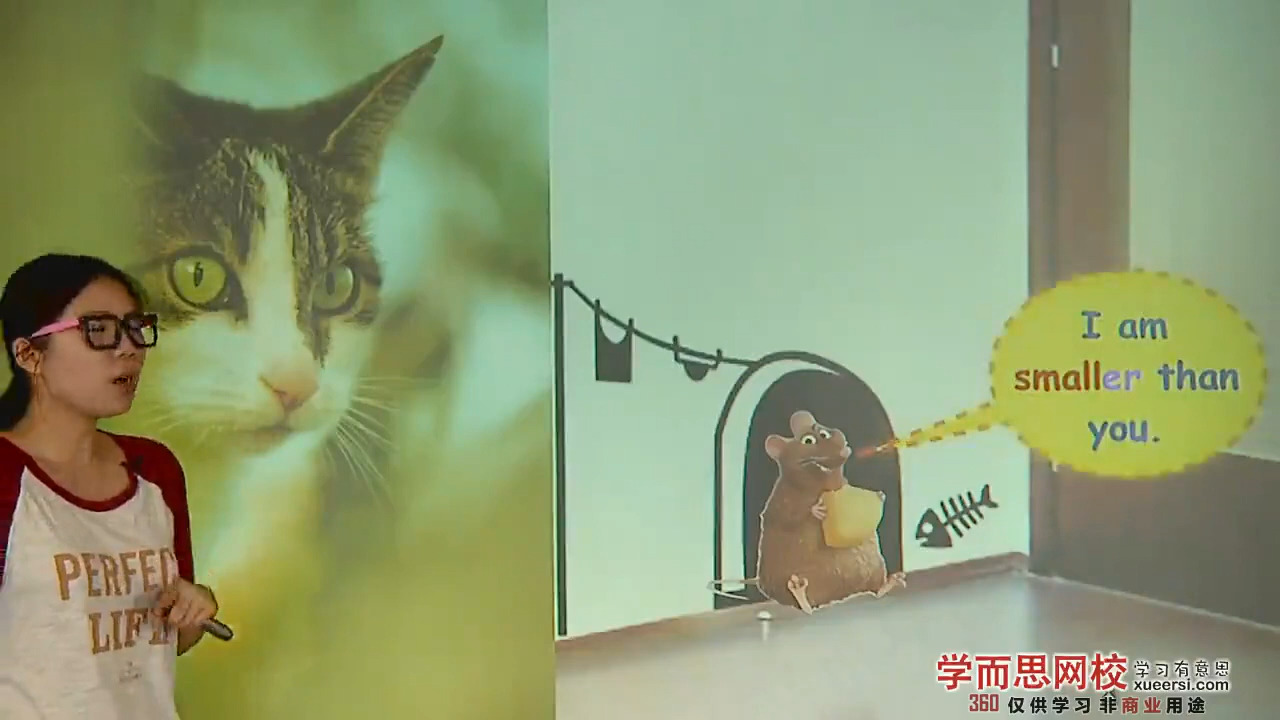 I am
smaller than
you.
PERFEC
LIFE
学而思网校 学习有意思
xueersi.com
360 仅供学习 非商业用途